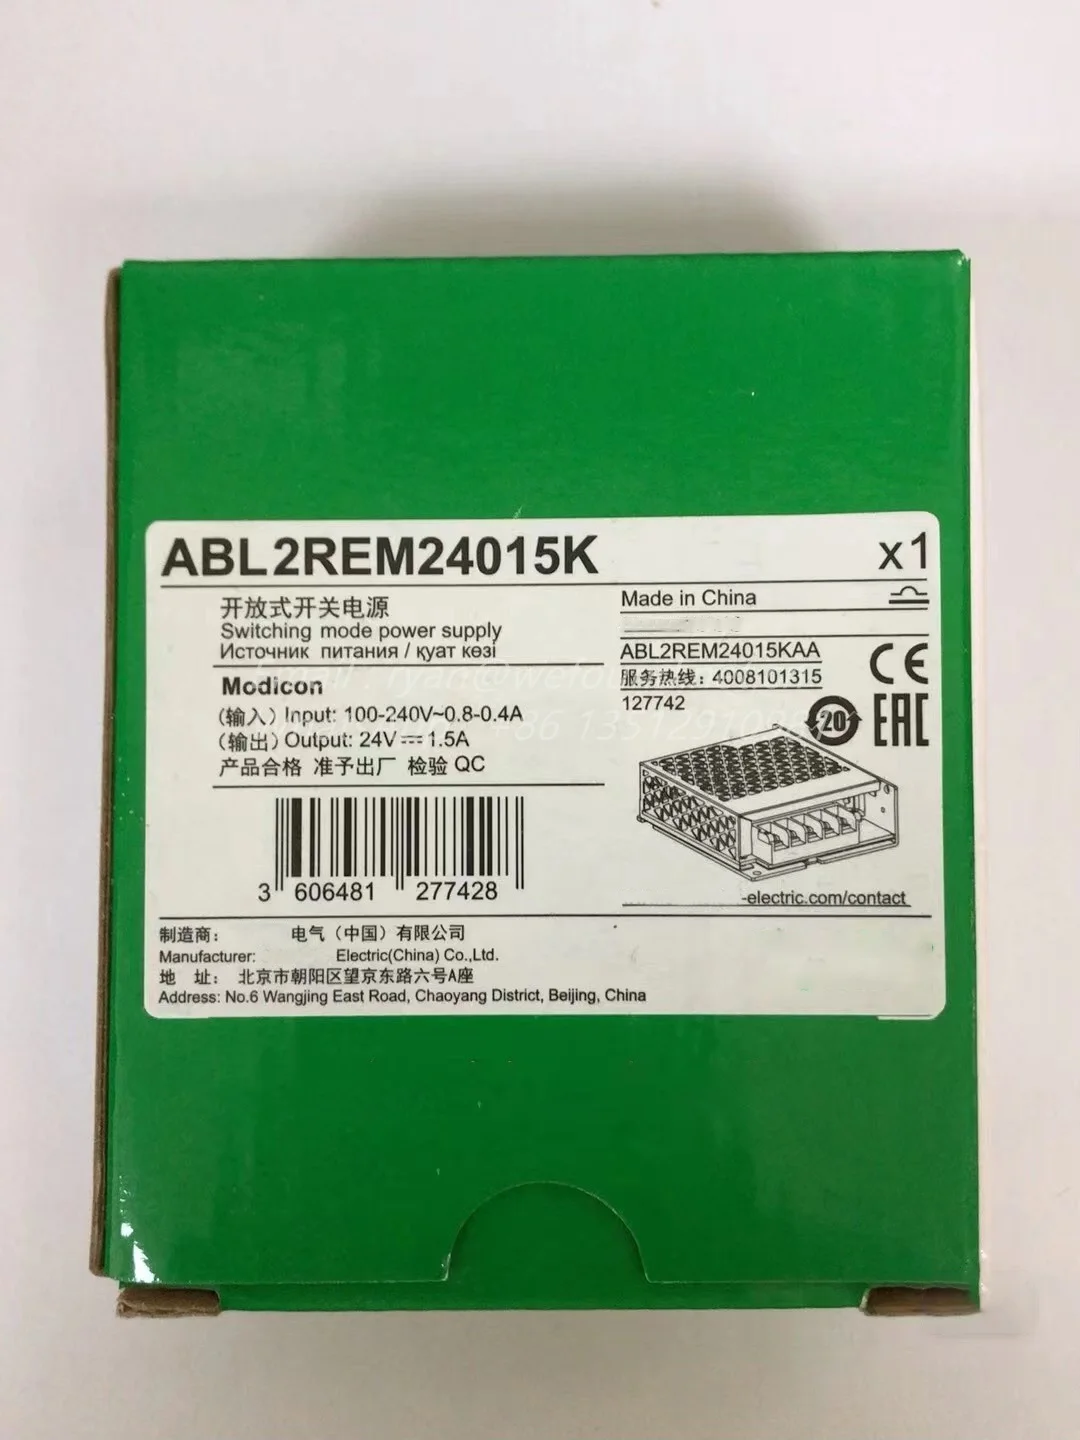 ABL2REM24015K
x1
开放式开关电源
Switching mode power supply
Источник питания / қуат көзі
Modicon
(输入) Input: 100-240V~0.8-0.4A
(输出) Output: 24V⎓1.5A
产品合格 准予出厂 检验 QC
Made in China
ABL2REM24015KAA
服务热线: 4008101315
127742
20
CE
EAC
3 606481 277428
-electric.com/contact
制造商: 电气(中国)有限公司
Manufacturer: Electric(China) Co.,Ltd.
地 址: 北京市朝阳区望京东路六号A座
Address: No.6 Wangjing East Road, Chaoyang District, Beijing, China